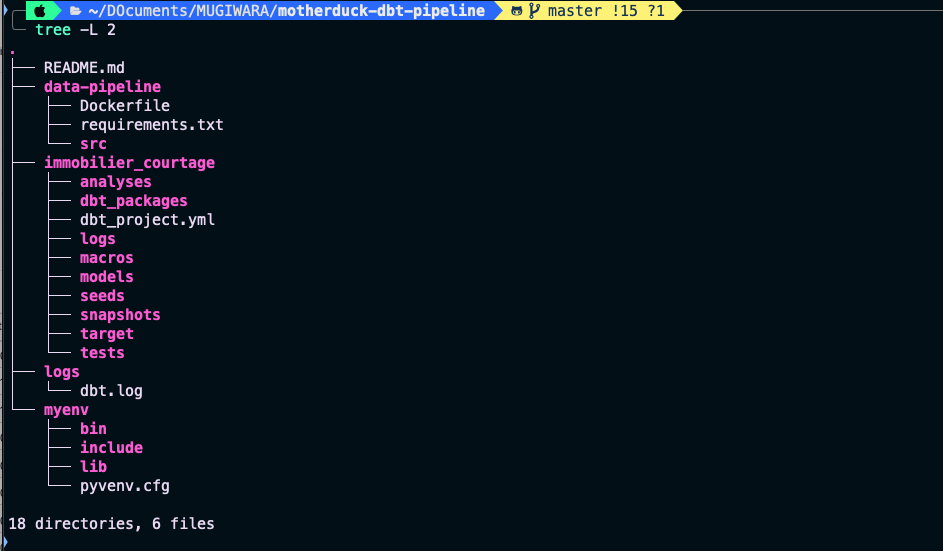 ~/DOcuments/MUGIWARA/motherduck-dbt-pipeline master !15 ?1
tree -L 2
.
├── README.md
├── data-pipeline
│   ├── Dockerfile
│   ├── requirements.txt
│   └── src
├── immobilier_courtage
│   ├── analyses
│   ├── dbt_packages
│   ├── dbt_project.yml
│   ├── logs
│   ├── macros
│   ├── models
│   ├── seeds
│   ├── snapshots
│   ├── target
│   └── tests
├── logs
│   └── dbt.log
└── myenv
    ├── bin
    ├── include
    ├── lib
    └── pyvenv.cfg
18 directories, 6 files